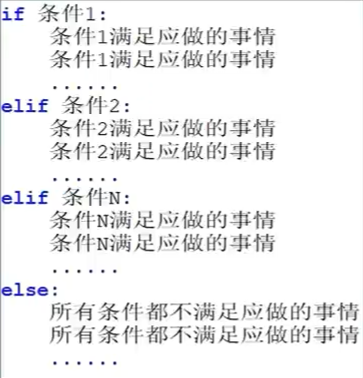 if 条件1:
    条件1满足应做的事情
    条件1满足应做的事情
    ......
elif 条件2:
    条件2满足应做的事情
    条件2满足应做的事情
    ......
elif 条件N:
    条件N满足应做的事情
    条件N满足应做的事情
    ......
else:
    所有条件都不满足应做的事情
    所有条件都不满足应做的事情
    ......